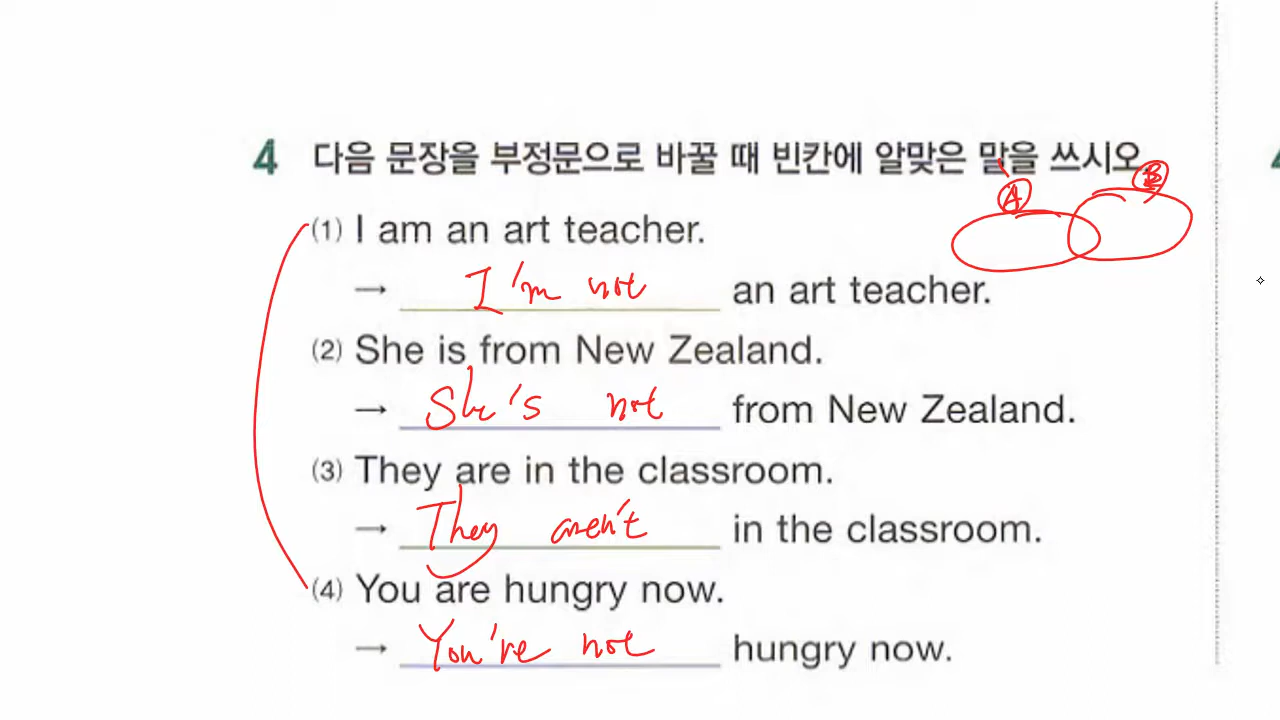 4 다음 문장을 부정문으로 바꿀 때 빈칸에 알맞은 말을 쓰시오
Ⓐ Ⓑ
(1) I am an art teacher.
→ I'm not an art teacher.
(2) She is from New Zealand.
→ She's not from New Zealand.
(3) They are in the classroom.
→ They aren't in the classroom.
(4) You are hungry now.
→ You're not hungry now.